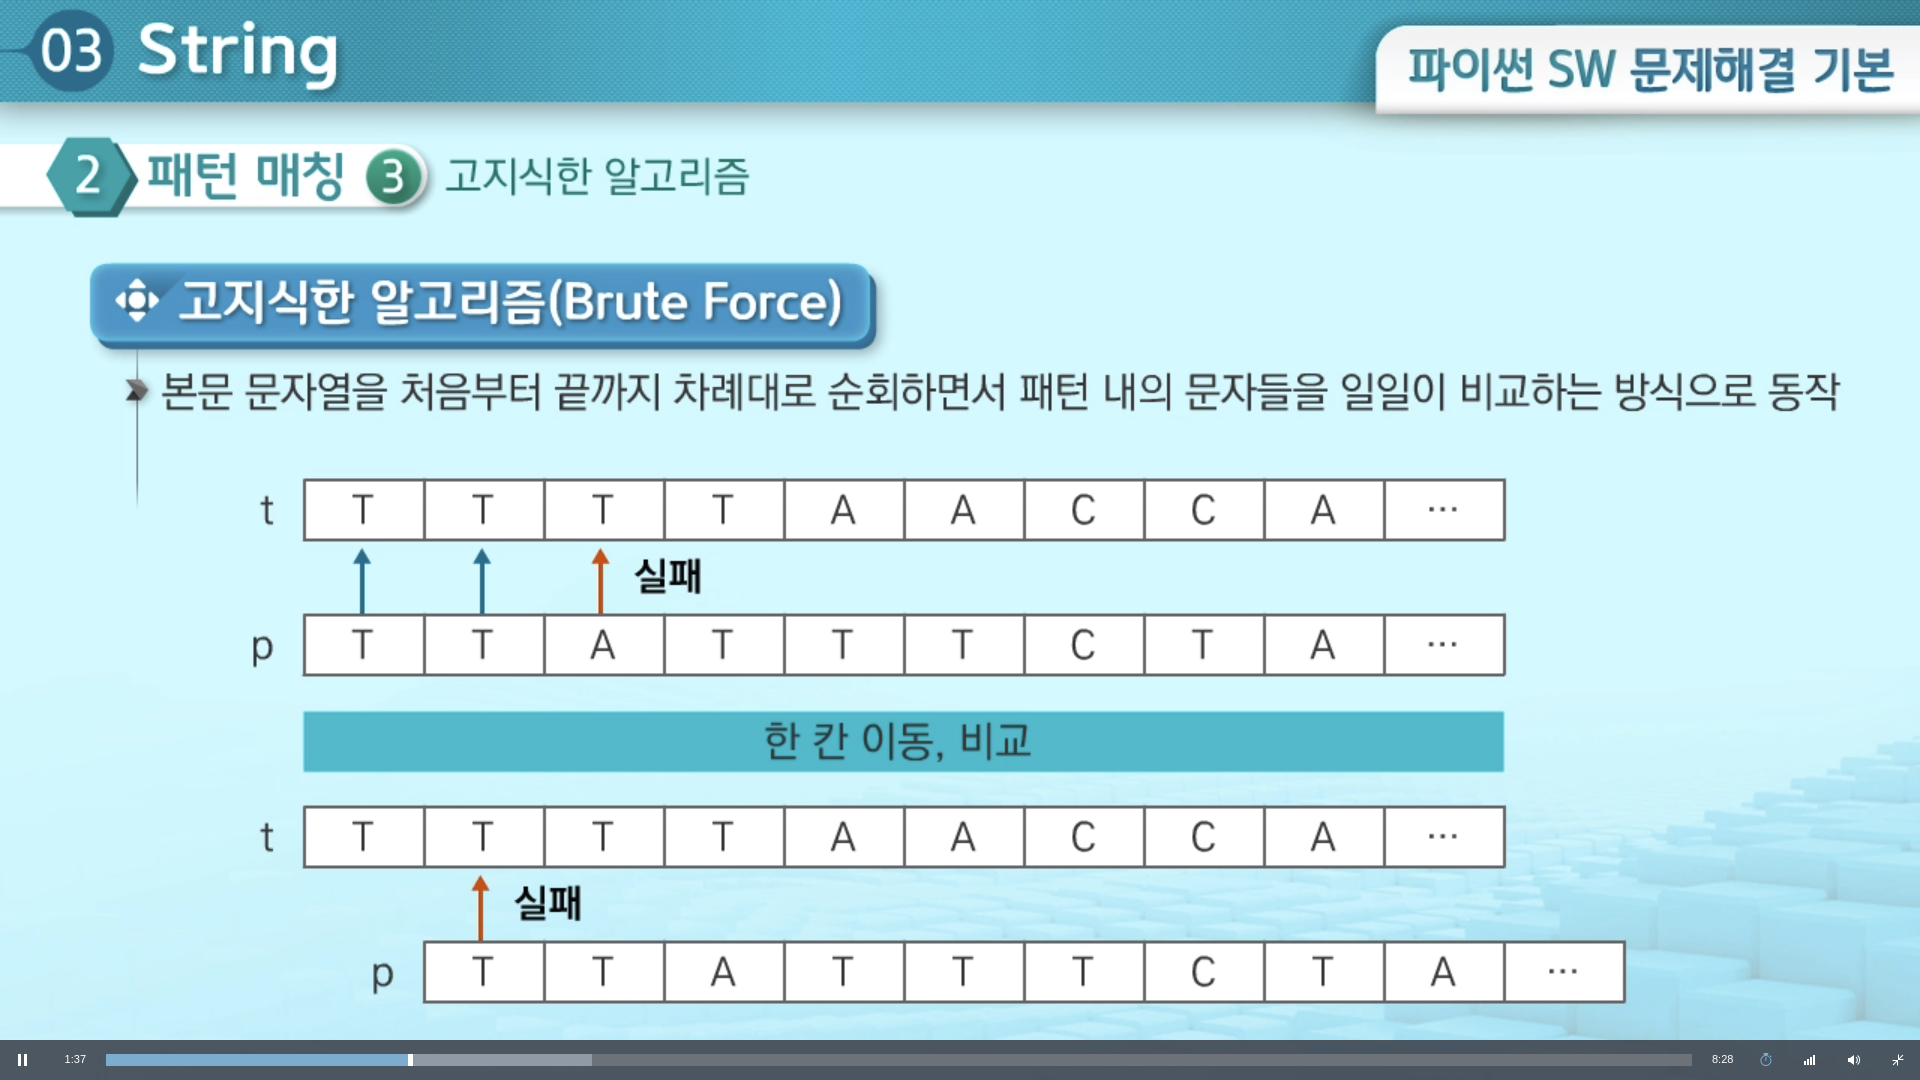 03 String
파이썬 SW 문제해결 기본
2 패턴 매칭 3 고지식한 알고리즘
고지식한 알고리즘(Brute Force)
본문 문자열을 처음부터 끝까지 차례대로 순회하면서 패턴 내의 문자들을 일일이 비교하는 방식으로 동작
t T T T T A A C C A ···
실패
p T T A T T T C T A ···
한 칸 이동, 비교
t T T T T A A C C A ···
실패
p T T A T T T C T A ···
1:37 8:28